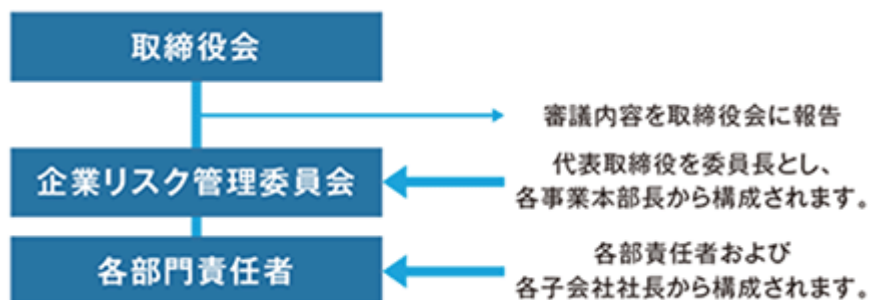 取締役会
審議内容を取締役会に報告
企業リスク管理委員会
代表取締役を委員長とし、
各事業本部長から構成されます。
各部門責任者
各部責任者および
各子会社社長から構成されます。